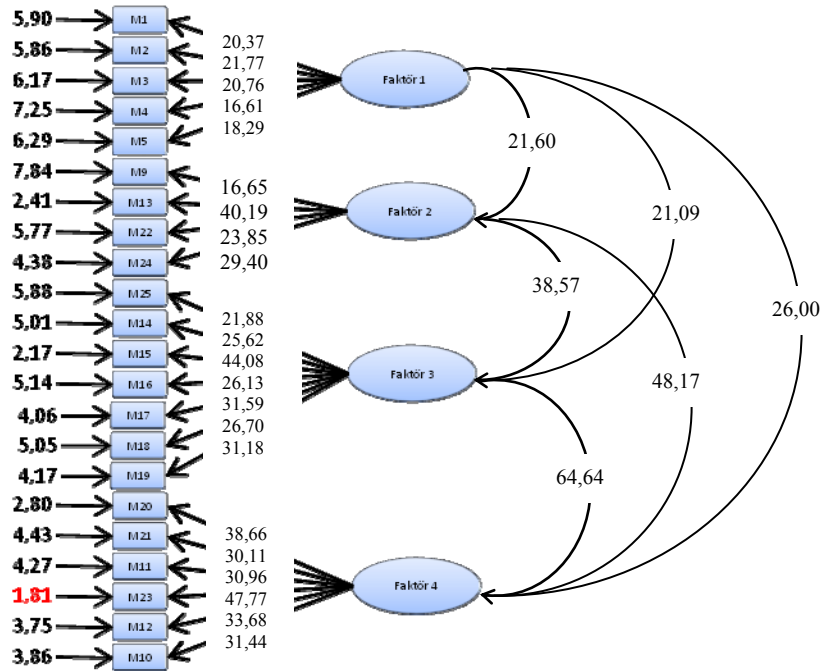 5,90 M1
20,37
5,86 M2
21,77
6,17 M3
20,76
Faktör 1
7,25 M4
16,61
18,29
6,29 M5
21,60
7,84 M9
16,65
2,41 M13
40,19
Faktör 2
21,09
5,77 M22
23,85
4,38 M24
29,40
5,88 M25
38,57
26,00
5,01 M14
21,88
25,62
2,17 M15
44,08
Faktör 3
5,14 M16
26,13
48,17
4,06 M17
31,59
26,70
5,05 M18
31,18
4,17 M19
64,64
2,80 M20
4,43 M21
38,66
30,11
4,27 M11
30,96
Faktör 4
1,81 M23
47,77
3,75 M12
33,68
31,44
3,86 M10